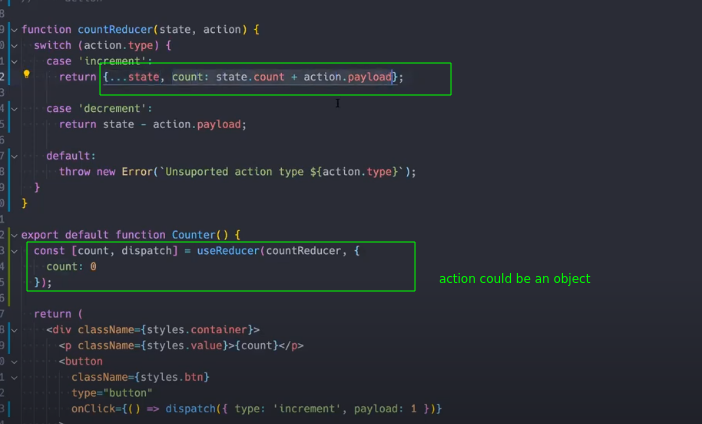 function countReducer(state, action) {
switch (action.type) {
case 'increment':
return {...state, count: state.count + action.payload};
case 'decrement':
return state - action.payload;
default:
throw new Error(`Unsuported action type ${action.type}`);
}
}
export default function Counter() {
const [count, dispatch] = useReducer(countReducer, {
count: 0
});
action could be an object
return (
<div className={styles.container}>
<p className={styles.value}>{count}</p>
<button
className={styles.btn}
type="button"
onClick={() => dispatch({ type: 'increment', payload: 1 })}